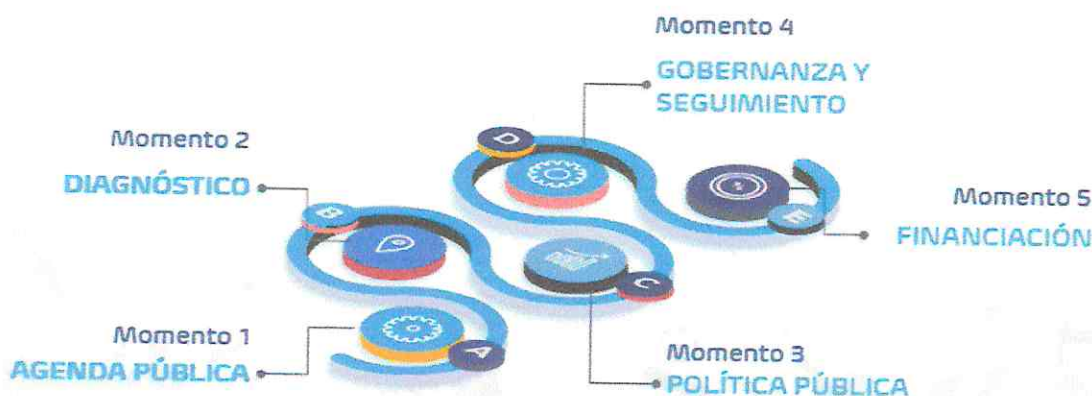 Momento 4
GOBERNANZA Y
SEGUIMIENTO
Momento 2
DIAGNÓSTICO
D
B
E
Momento 5
FINANCIACIÓN
C
Momento 1
AGENDA PÚBLICA
A
Momento 3
POLÍTICA PÚBLICA